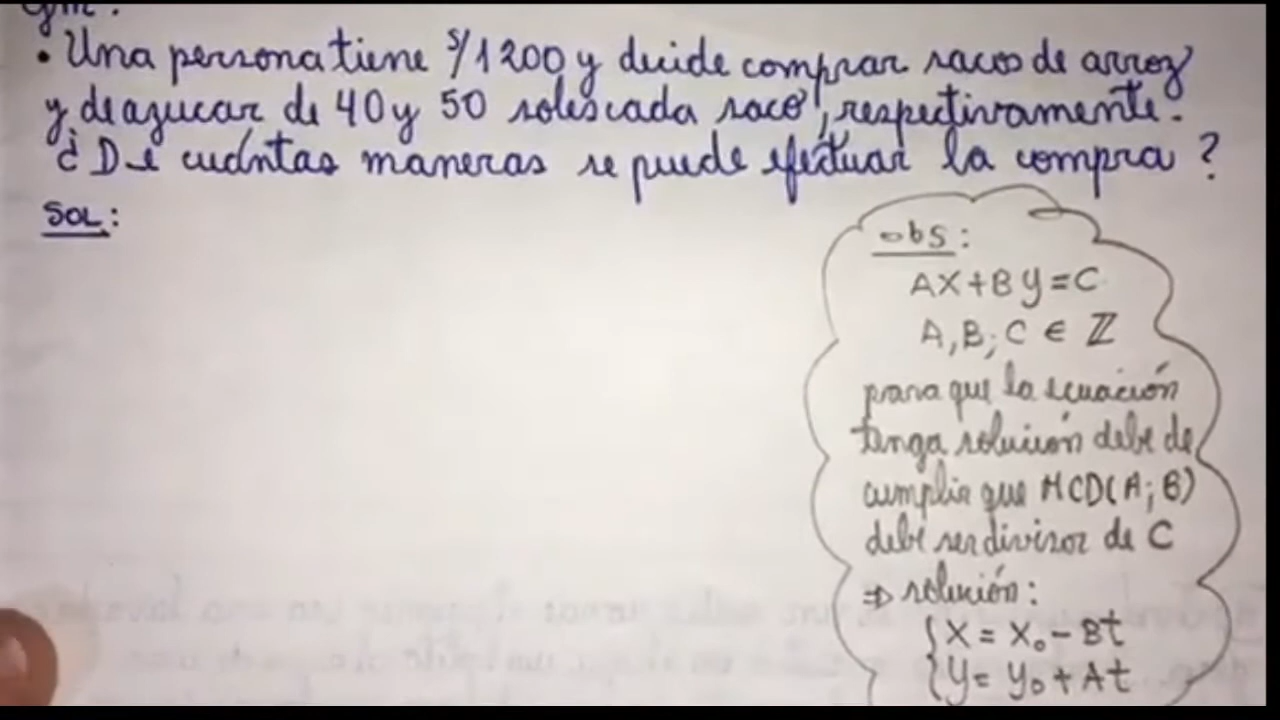 • Una persona tiene S/1200 y decide comprar sacos de arroz
y de azucar de 40 y 50 soles cada saco, respectivamente.
¿De cuántas maneras se puede efectuar la compra?
SOL:
obs:
AX+BY=C
A,B;C ∈ ℤ
para que la ecuación
tenga solución debe de
cumplir que MCD(A;B)
debe ser divisor de C
⇒ solución:
{X = X₀ - Bt
{Y = Y₀ + At